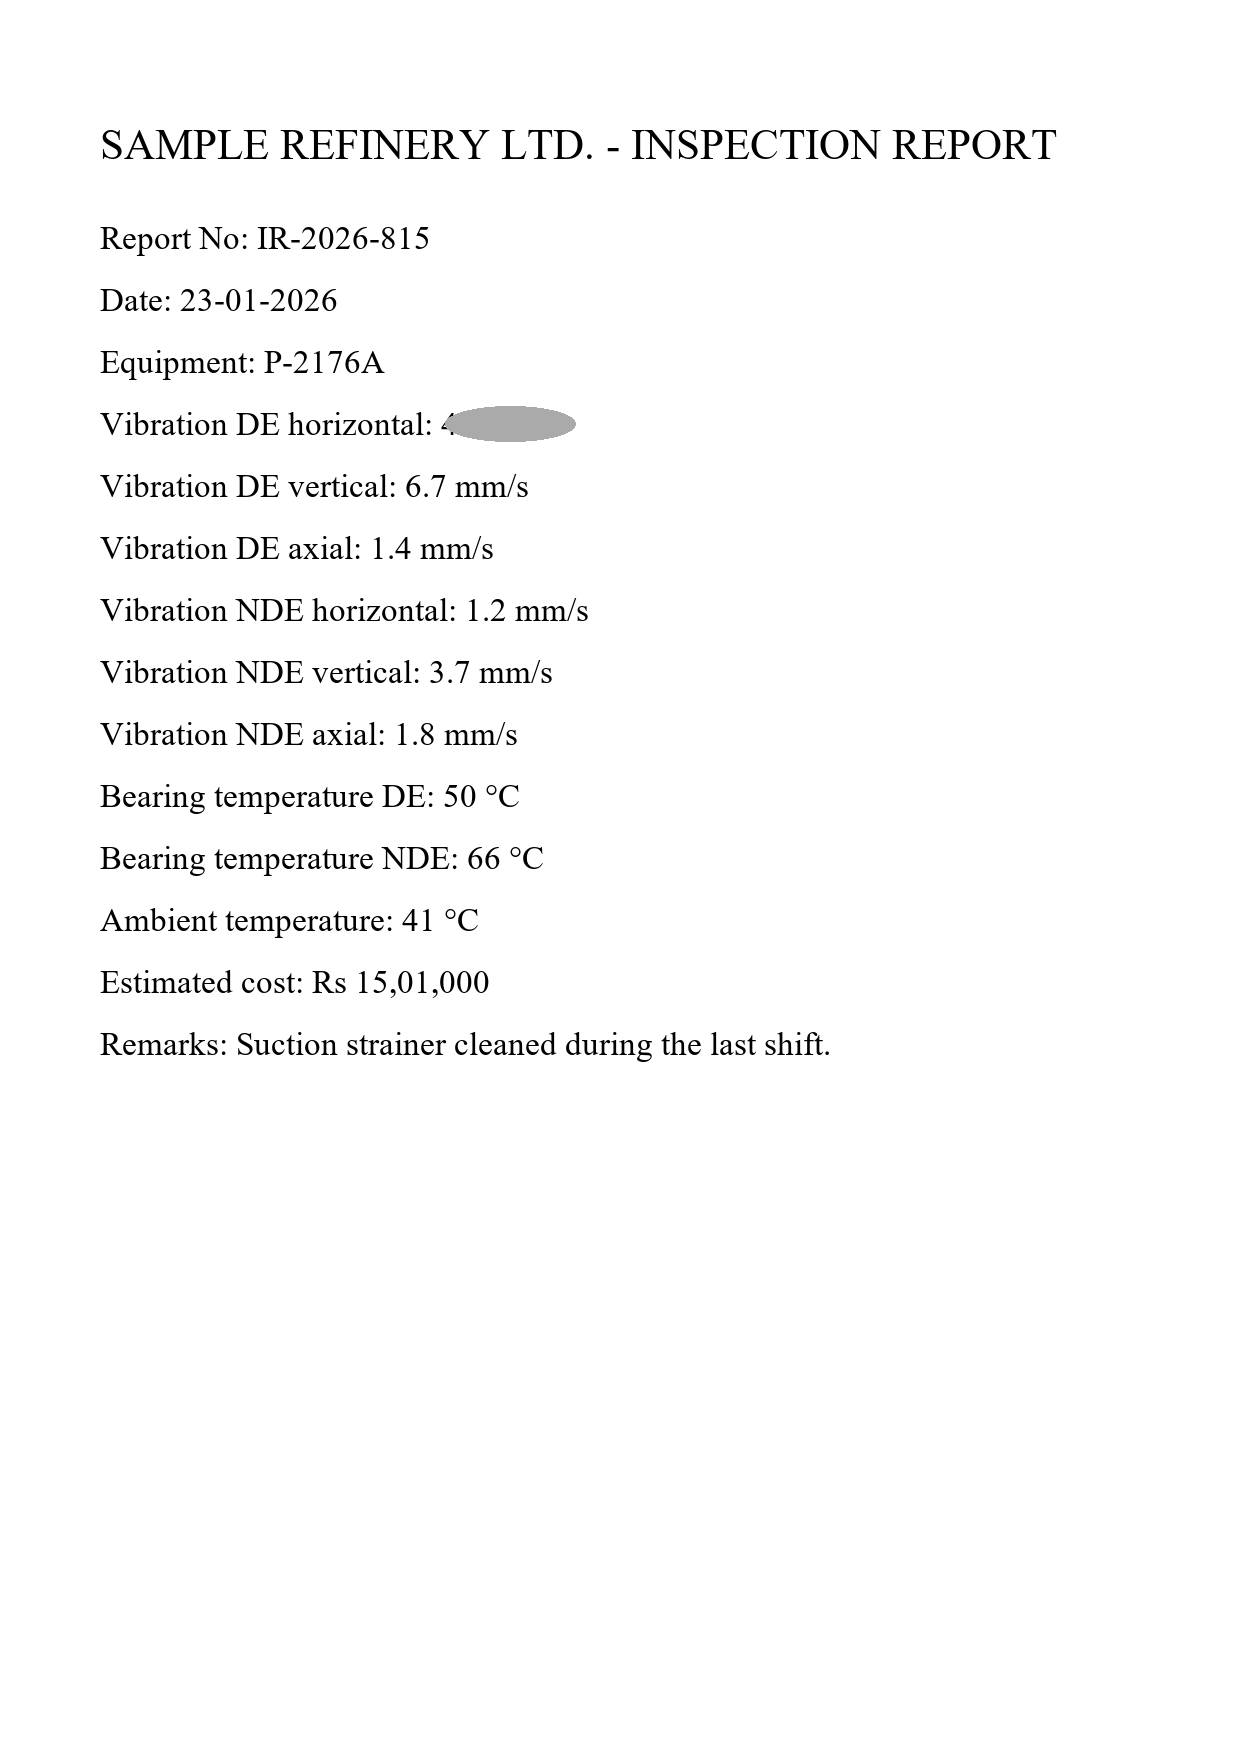 SAMPLE REFINERY LTD. - INSPECTION REPORT
Report No: IR-2026-815
Date: 23-01-2026
Equipment: P-2176A
Vibration DE horizontal:
Vibration DE vertical: 6.7 mm/s
Vibration DE axial: 1.4 mm/s
Vibration NDE horizontal: 1.2 mm/s
Vibration NDE vertical: 3.7 mm/s
Vibration NDE axial: 1.8 mm/s
Bearing temperature DE: 50 °C
Bearing temperature NDE: 66 °C
Ambient temperature: 41 °C
Estimated cost: Rs 15,01,000
Remarks: Suction strainer cleaned during the last shift.